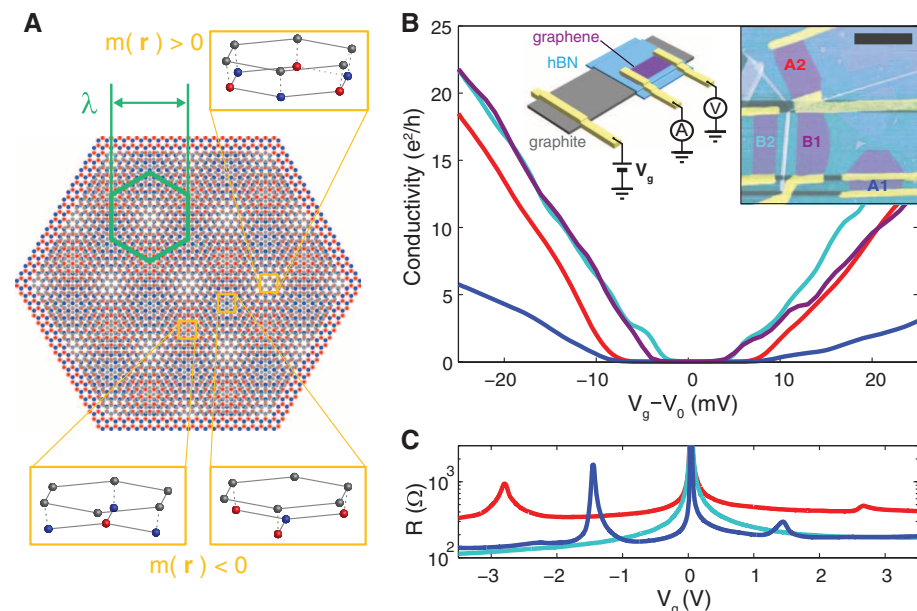 A
m( r ) > 0
λ
m( r ) < 0
B
25
20
15
10
5
0
Conductivity (e²/h)
−20
−10
0
10
20
V_g−V_0 (mV)
graphene
hBN
graphite
V_g
A
V
A2
B2
B1
A1
C
R (Ω)
10³
10²
−3
−2
−1
0
1
2
3
V_g (V)